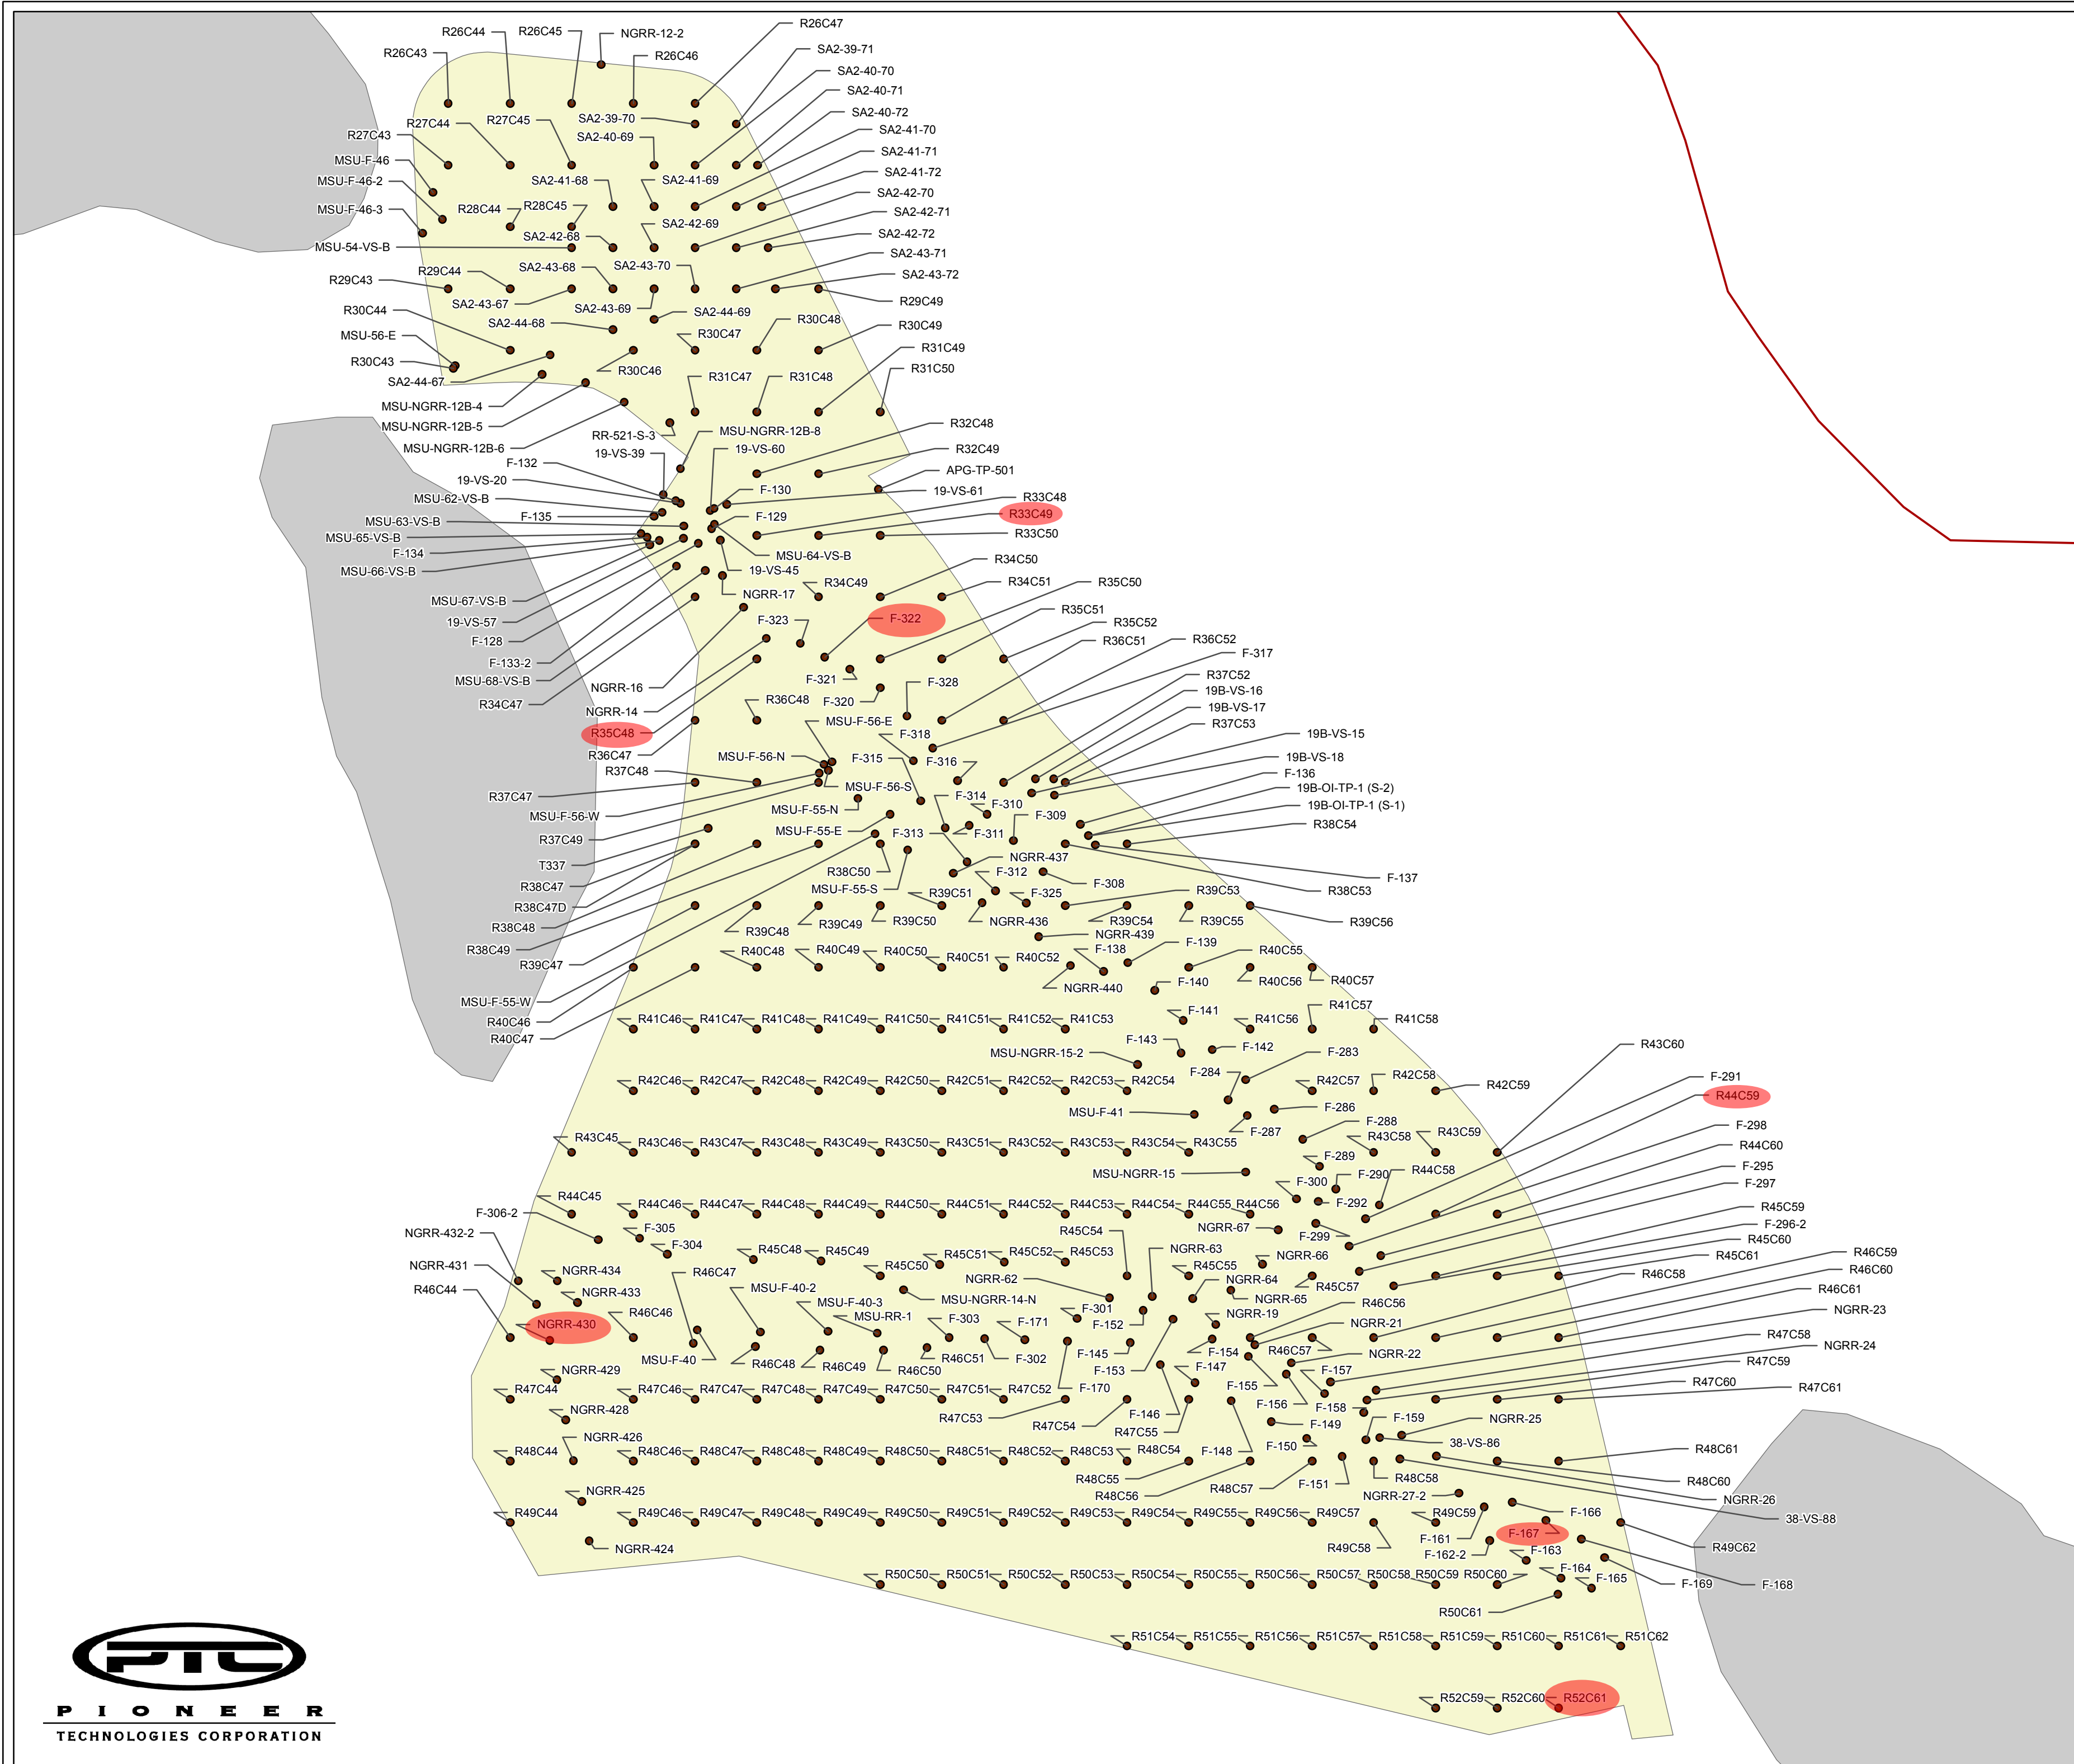 R26C47
R26C44
R26C45
NGRR-12-2
SA2-39-71
R26C43
R26C46
SA2-40-70
SA2-40-71
SA2-40-72
SA2-39-70
R27C44
R27C45
SA2-41-70
R27C43
SA2-40-69
SA2-41-71
MSU-F-46
SA2-41-72
MSU-F-46-2
SA2-41-68
SA2-41-69
SA2-42-70
MSU-F-46-3
R28C44
R28C45
SA2-42-71
SA2-42-69
SA2-42-68
SA2-42-72
MSU-54-VS-B
SA2-43-71
R29C44
SA2-43-68
SA2-43-70
SA2-43-72
R29C43
R29C49
SA2-43-67
SA2-43-69
R30C44
SA2-44-69
SA2-44-68
R30C48
R30C49
MSU-56-E
R30C47
R31C49
R30C43
R30C46
R31C50
SA2-44-67
R31C47
R31C48
MSU-NGRR-12B-4
MSU-NGRR-12B-5
R32C48
RR-521-S-3
MSU-NGRR-12B-8
MSU-NGRR-12B-6
19-VS-39
19-VS-60
R32C49
F-132
APG-TP-501
19-VS-20
F-130
19-VS-61
MSU-62-VS-B
R33C48
F-135
F-129
R33C49
MSU-63-VS-B
R33C50
MSU-65-VS-B
F-134
MSU-64-VS-B
R34C50
MSU-66-VS-B
19-VS-45
R34C49
R34C51
R35C50
MSU-67-VS-B
NGRR-17
R35C51
19-VS-57
F-323
F-322
R35C52
F-128
R36C51
R36C52
F-133-2
F-317
MSU-68-VS-B
F-321
F-328
R37C52
NGRR-16
19B-VS-16
R34C47
R36C48
F-320
19B-VS-17
NGRR-14
MSU-F-56-E
R37C53
R35C48
F-318
19B-VS-15
R36C47
MSU-F-56-N
F-315
F-316
19B-VS-18
R37C48
F-136
R37C47
MSU-F-56-S
19B-OI-TP-1 (S-2)
MSU-F-56-W
MSU-F-55-N
F-314
F-310
19B-OI-TP-1 (S-1)
R37C49
MSU-F-55-E
F-313
F-311
F-309
R38C54
T337
R38C50
NGRR-437
F-137
R38C47
MSU-F-55-S
F-312
F-308
R38C53
R38C47D
R39C51
F-325
R39C53
R38C48
R39C48
R39C49
R39C50
NGRR-436
R39C54
R39C55
R39C56
R38C49
NGRR-439
R39C47
R40C48
R40C49
R40C50
R40C51
R40C52
F-138
F-139
R40C55
MSU-F-55-W
NGRR-440
F-140
R40C56
R40C57
R40C46
R41C46
R41C47
R41C48
R41C49
R41C50
R41C51
R41C52
R41C53
F-141
R41C56
R41C57
R41C58
R40C47
MSU-NGRR-15-2
F-143
F-142
F-283
R43C60
R42C46
R42C47
R42C48
R42C49
R42C50
R42C51
R42C52
R42C53
R42C54
F-284
R42C57
R42C58
R42C59
F-291
R44C59
MSU-F-41
F-286
F-287
F-288
F-298
R43C45
R43C46
R43C47
R43C48
R43C49
R43C50
R43C51
R43C52
R43C53
R43C54
R43C55
R43C58
R43C59
R44C60
MSU-NGRR-15
F-289
F-295
F-290
R44C58
F-297
F-300
F-292
R44C45
R44C46
R44C47
R44C48
R44C49
R44C50
R44C51
R44C52
R44C53
R44C54
R44C55
R44C56
R45C59
F-306-2
F-305
R45C54
NGRR-67
F-299
F-296-2
NGRR-432-2
F-304
R45C48
R45C49
R45C51
R45C52
R45C53
NGRR-63
NGRR-66
R45C60
NGRR-431
NGRR-434
R46C47
R45C50
R45C55
R45C61
R46C59
R46C44
NGRR-433
MSU-F-40-2
NGRR-62
NGRR-64
R45C57
R46C58
R46C60
MSU-F-40-3
MSU-NGRR-14-N
F-301
NGRR-65
R46C56
R46C61
NGRR-430
R46C46
MSU-RR-1
F-303
F-171
F-152
NGRR-19
NGRR-21
NGRR-23
MSU-F-40
R46C48
R46C49
R46C50
R46C51
F-302
F-145
F-154
R46C57
NGRR-22
R47C58
NGRR-429
F-153
F-147
F-157
NGRR-24
R47C44
R47C46
R47C47
R47C48
R47C49
R47C50
R47C51
R47C52
F-170
F-155
R47C59
NGRR-428
R47C53
R47C54
F-146
R47C55
F-156
F-158
R47C60
R47C61
NGRR-426
F-149
F-159
NGRR-25
R48C44
R48C46
R48C47
R48C48
R48C49
R48C50
R48C51
R48C52
R48C53
R48C54
F-148
F-150
38-VS-86
R48C61
R48C55
R48C56
R48C57
F-151
R48C58
R48C60
NGRR-425
NGRR-27-2
NGRR-26
R49C44
R49C46
R49C47
R49C48
R49C49
R49C50
R49C51
R49C52
R49C53
R49C54
R49C55
R49C56
R49C57
R49C59
F-166
38-VS-88
NGRR-424
R49C58
F-161
F-167
R49C62
F-162-2
F-163
R50C50
R50C51
R50C52
R50C53
R50C54
R50C55
R50C56
R50C57
R50C58
R50C59
R50C60
F-164
F-165
F-169
F-168
R50C61
R51C54
R51C55
R51C56
R51C57
R51C58
R51C59
R51C60
R51C61
R51C62
R52C59
R52C60
R52C61
PTC
PIONEER
TECHNOLOGIES CORPORATION